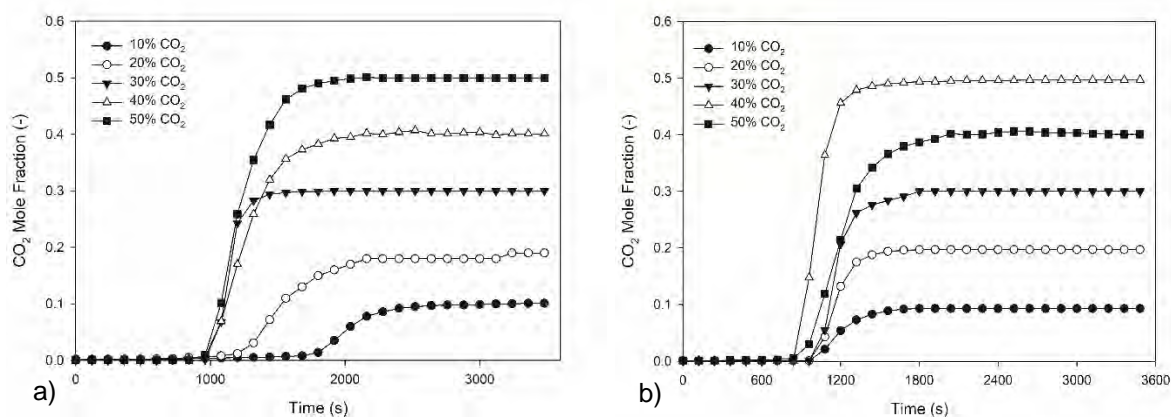 0.6
0.5
0.4
0.3
0.2
0.1
0.0
CO₂ Mole Fraction (-)
10% CO₂
20% CO₂
30% CO₂
40% CO₂
50% CO₂
0 1000 2000 3000
Time (s)
a)
0.6
0.5
0.4
0.3
0.2
0.1
0.0
CO₂ Mole Fraction (-)
10% CO₂
20% CO₂
30% CO₂
40% CO₂
50% CO₂
0 600 1200 1800 2400 3000 3600
Time (s)
b)